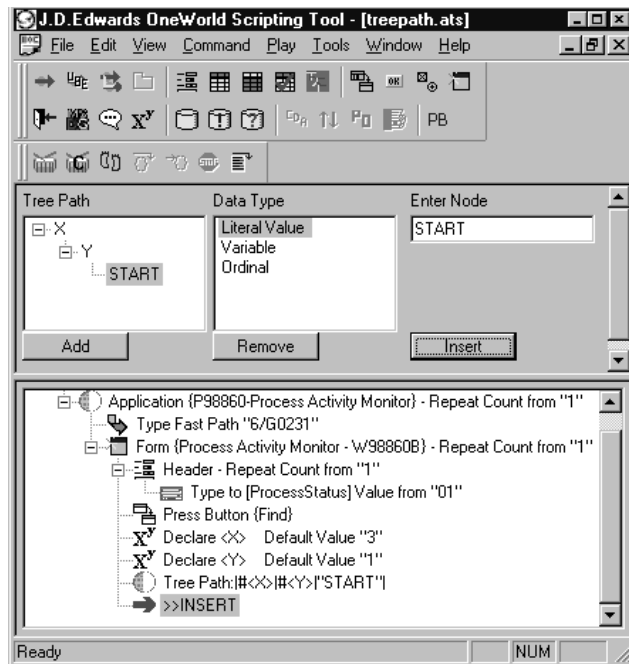 J.D.Edwards OneWorld Scripting Tool - [treepath.ats]
File Edit View Command Play Tools Window Help
UBE
OK
X^Y
PB
Tree Path Data Type Enter Node
X
Y
START
Literal Value
Variable
Ordinal
START
Add Remove Insert
Application {P98860-Process Activity Monitor} - Repeat Count from "1"
Type Fast Path "6/G0231"
Form {Process Activity Monitor - W98860B} - Repeat Count from "1"
Header - Repeat Count from "1"
Type to [ProcessStatus] Value from "01"
Press Button {Find}
X^Y Declare <X> Default Value "3"
X^Y Declare <Y> Default Value "1"
Tree Path:|#<X>|#<Y>|"START"|
>>INSERT
Ready NUM